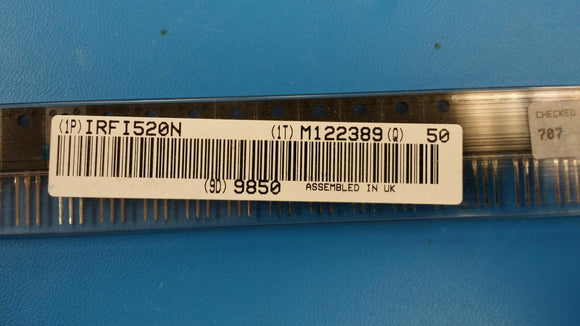 (1P)IRFI520N (1T) M122389 (Q) 50
(9D) 9850 ASSEMBLED IN UK
CHECKED
707